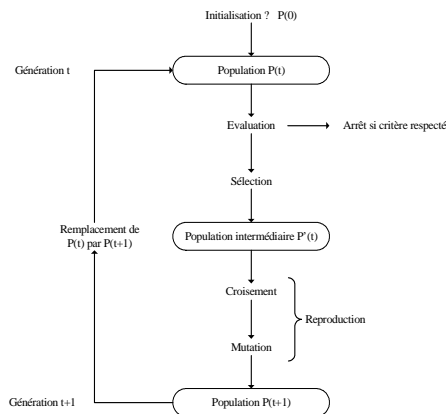 Initialisation ? P(0)
Génération t
Population P(t)
Evaluation
Arrêt si critère respecté
Sélection
Remplacement de
P(t) par P(t+1)
Population intermédiaire P'(t)
Croisement
Reproduction
Mutation
Génération t+1
Population P(t+1)